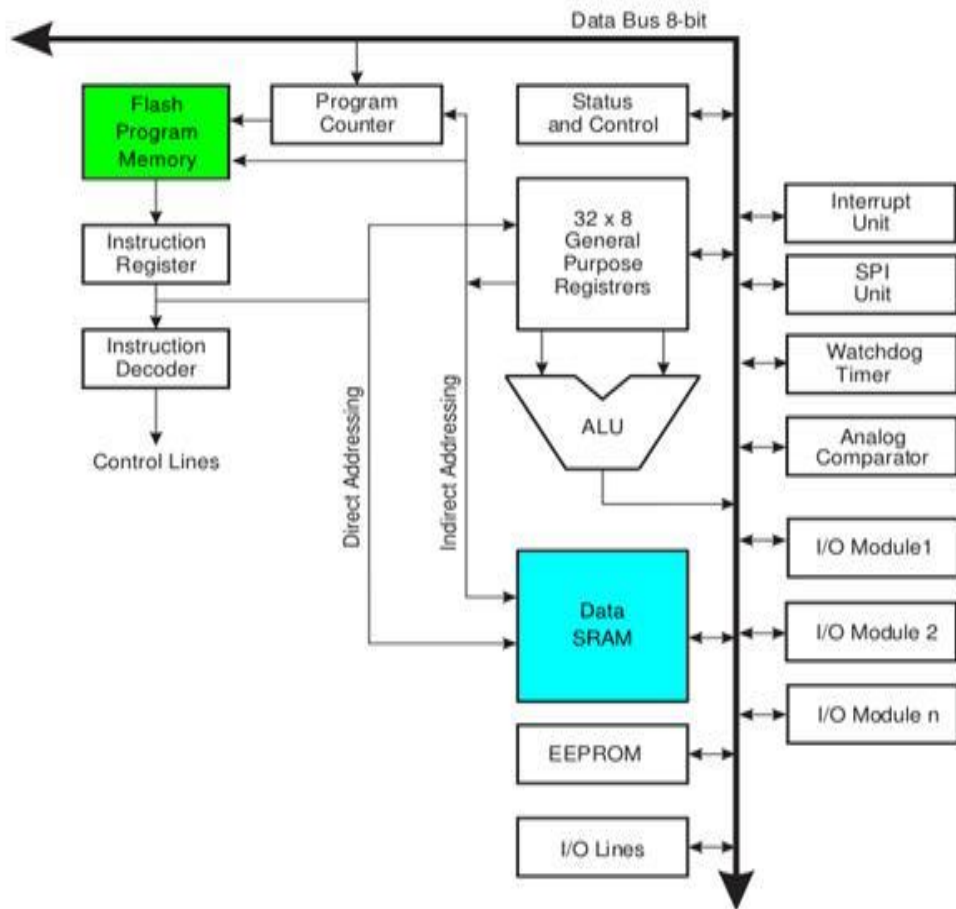 Data Bus 8-bit
Flash
Program
Memory
Program
Counter
Status
and Control
32 x 8
General
Purpose
Registrers
Interrupt
Unit
Instruction
Register
SPI
Unit
Instruction
Decoder
Watchdog
Timer
ALU
Analog
Comparator
Control Lines
Direct Addressing
Indirect Addressing
I/O Module1
Data
SRAM
I/O Module 2
I/O Module n
EEPROM
I/O Lines